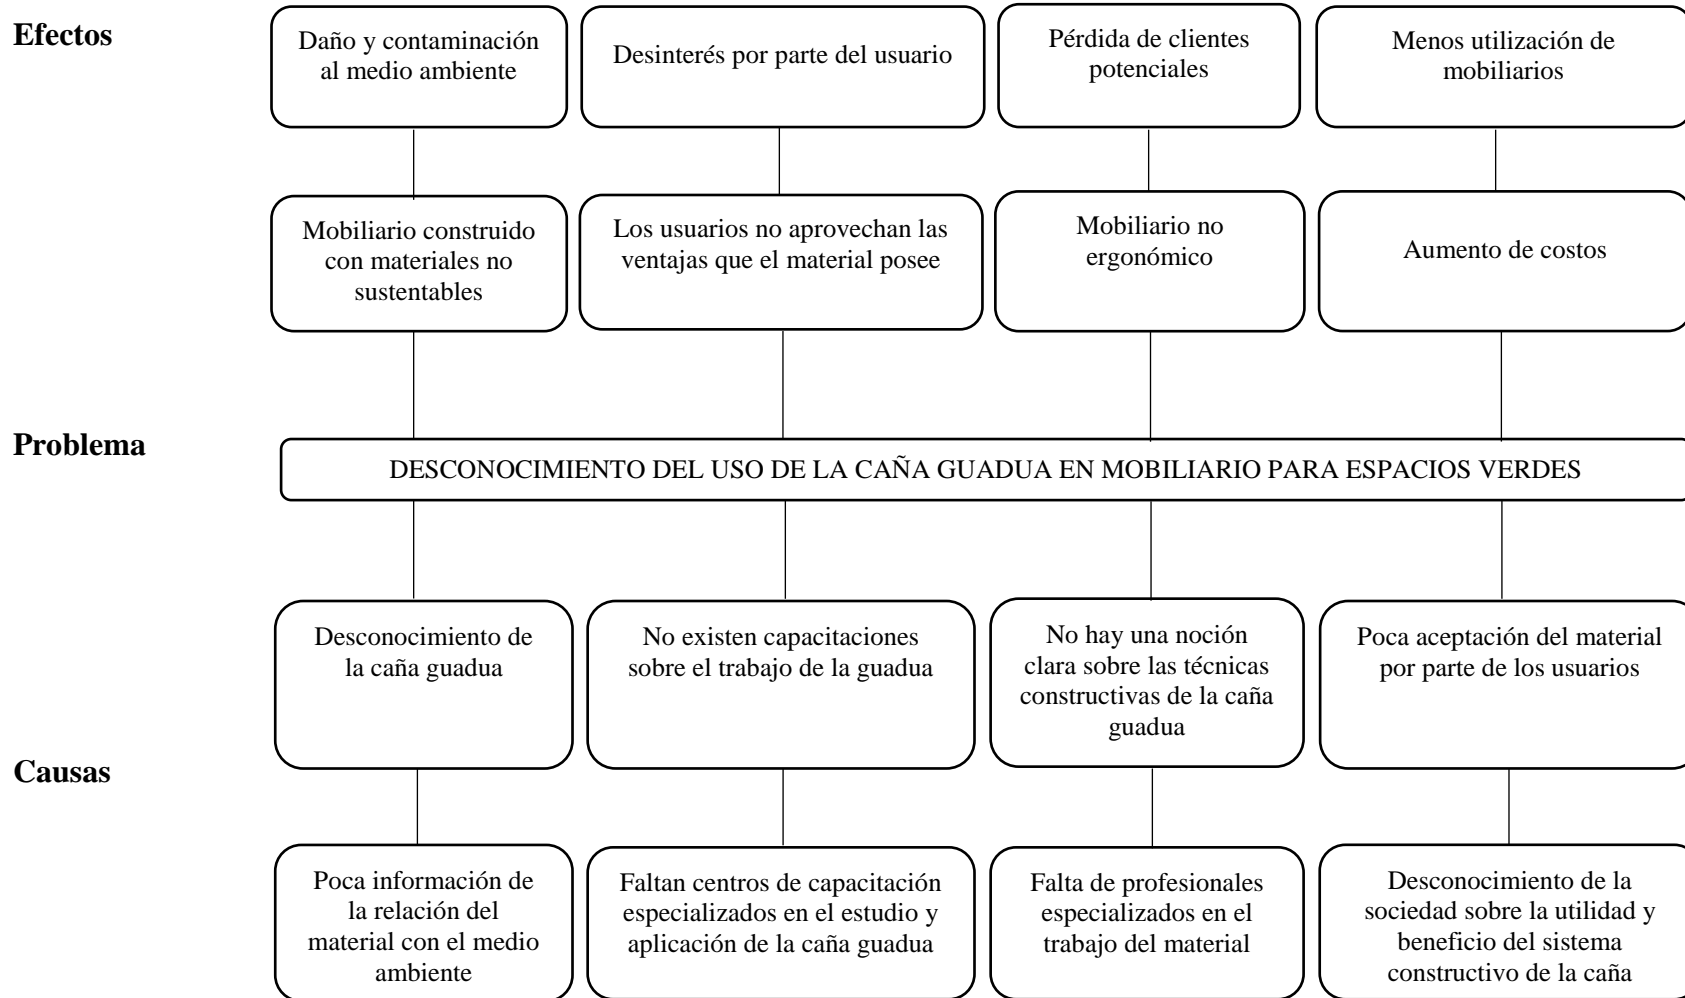 Efectos
Daño y contaminación
al medio ambiente
Desinterés por parte del usuario
Pérdida de clientes
potenciales
Menos utilización de
mobiliarios
Mobiliario construido
con materiales no
sustentables
Los usuarios no aprovechan las
ventajas que el material posee
Mobiliario no
ergonómico
Aumento de costos
Problema
DESCONOCIMIENTO DEL USO DE LA CAÑA GUADUA EN MOBILIARIO PARA ESPACIOS VERDES
Desconocimiento de
la caña guadua
No existen capacitaciones
sobre el trabajo de la guadua
No hay una noción
clara sobre las técnicas
constructivas de la caña
guadua
Poca aceptación del material
por parte de los usuarios
Causas
Poca información de
la relación del
material con el medio
ambiente
Faltan centros de capacitación
especializados en el estudio y
aplicación de la caña guadua
Falta de profesionales
especializados en el
trabajo del material
Desconocimiento de la
sociedad sobre la utilidad y
beneficio del sistema
constructivo de la caña